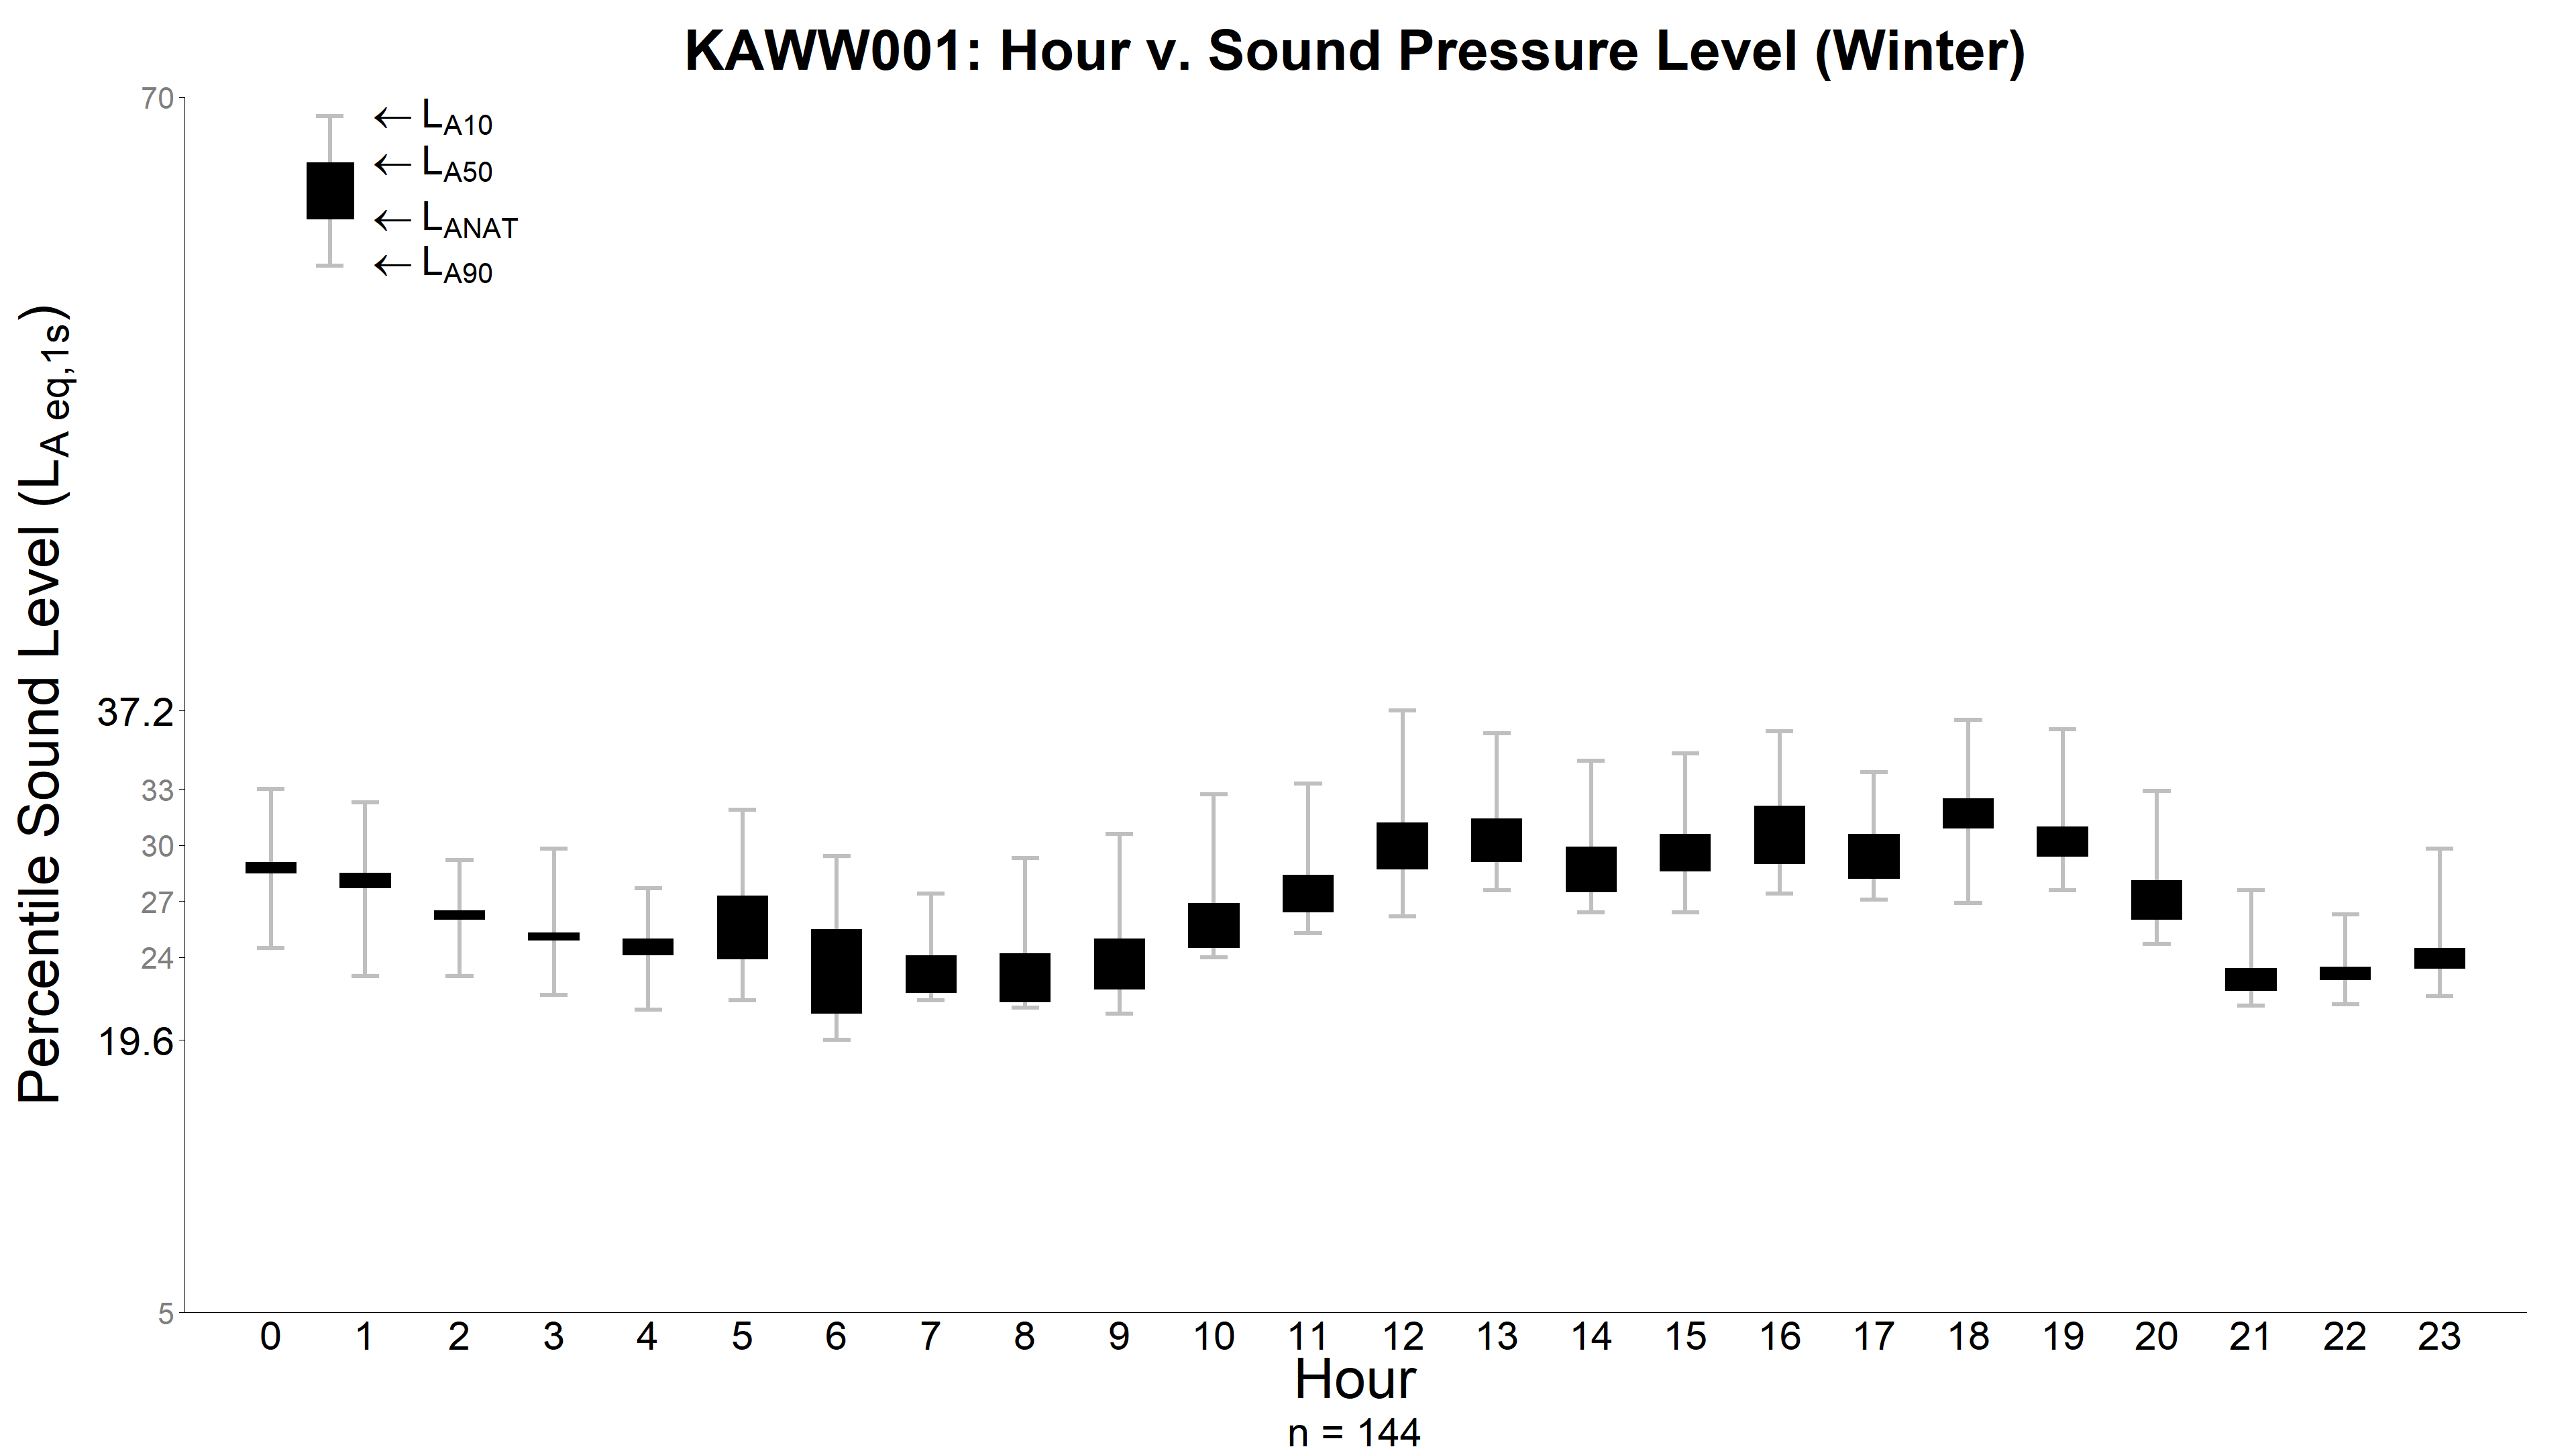 KAWW001: Hour v. Sound Pressure Level (Winter)
← LA10
← LA50
← LANAT
← LA90
Percentile Sound Level (LA eq,1s)
70
37.2
33
30
27
24
19.6
5
0 1 2 3 4 5 6 7 8 9 10 11 12 13 14 15 16 17 18 19 20 21 22 23
Hour
n = 144